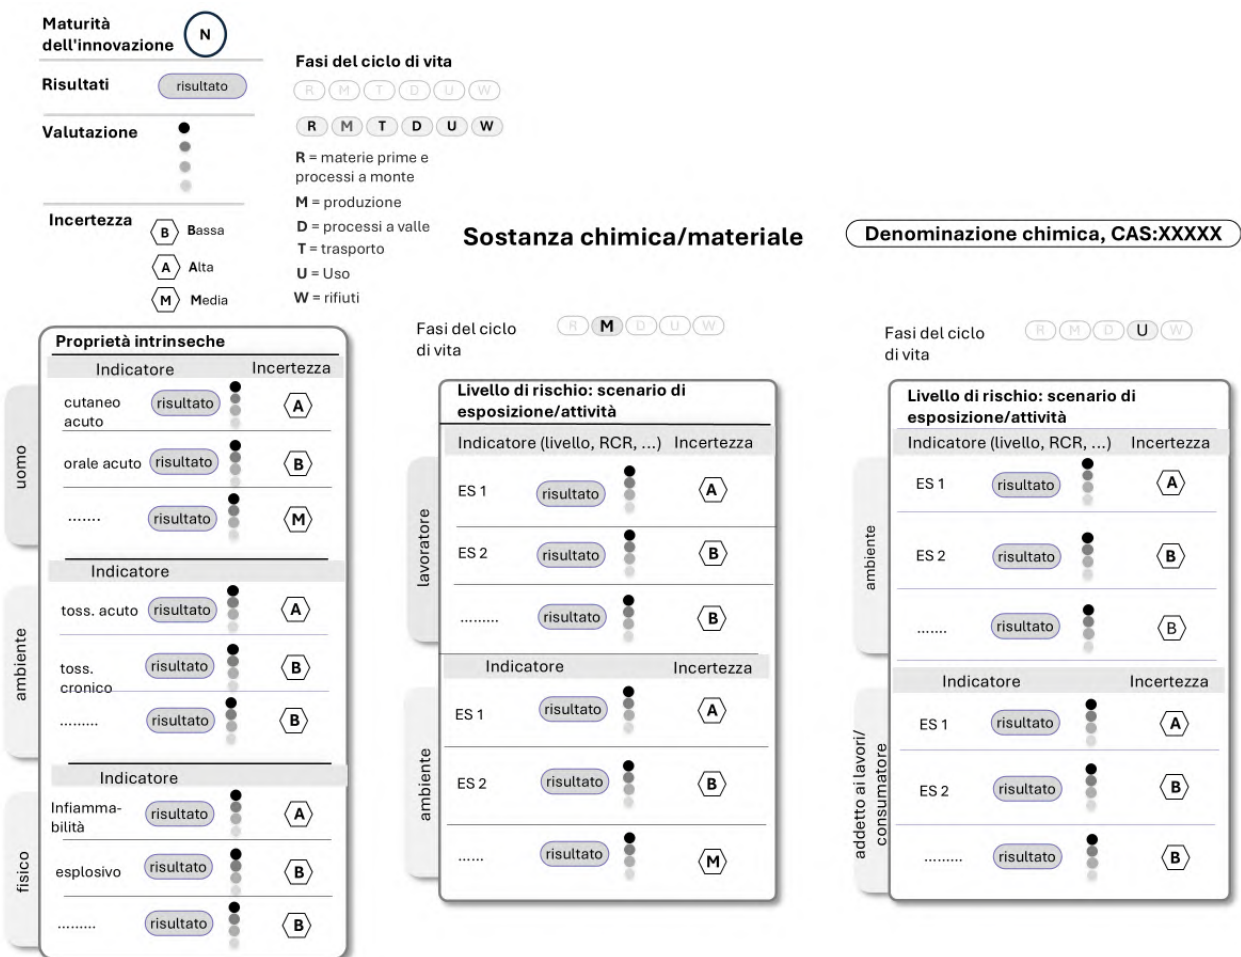 Maturità
dell'innovazione
N
Risultati
risultato
Valutazione
Incertezza
B Bassa
A Alta
M Media
Fasi del ciclo di vita
R M T D U W
R M T D U W
R = materie prime e
processi a monte
M = produzione
D = processi a valle
T = trasporto
U = Uso
W = rifiuti
Sostanza chimica/materiale
Denominazione chimica, CAS:XXXXX
Proprietà intrinseche
Indicatore Incertezza
uomo
cutaneo
acuto
risultato A
orale acuto risultato B
....... risultato M
Indicatore
ambiente
toss. acuto risultato A
toss.
cronico
risultato B
......... risultato B
Indicatore
fisico
Infiamma-
bilità
risultato A
esplosivo risultato B
......... risultato B
Fasi del ciclo
di vita
R M D U W
Livello di rischio: scenario di
esposizione/attività
Indicatore (livello, RCR, ...) Incertezza
lavoratore
ES 1 risultato A
ES 2 risultato B
......... risultato B
Indicatore Incertezza
ambiente
ES 1 risultato A
ES 2 risultato B
...... risultato M
Fasi del ciclo
di vita
R M D U W
Livello di rischio: scenario di
esposizione/attività
Indicatore (livello, RCR, ...) Incertezza
ambiente
ES 1 risultato A
ES 2 risultato B
....... risultato B
Indicatore Incertezza
addetto ai lavori/
consumatore
ES 1 risultato A
ES 2 risultato B
......... risultato B